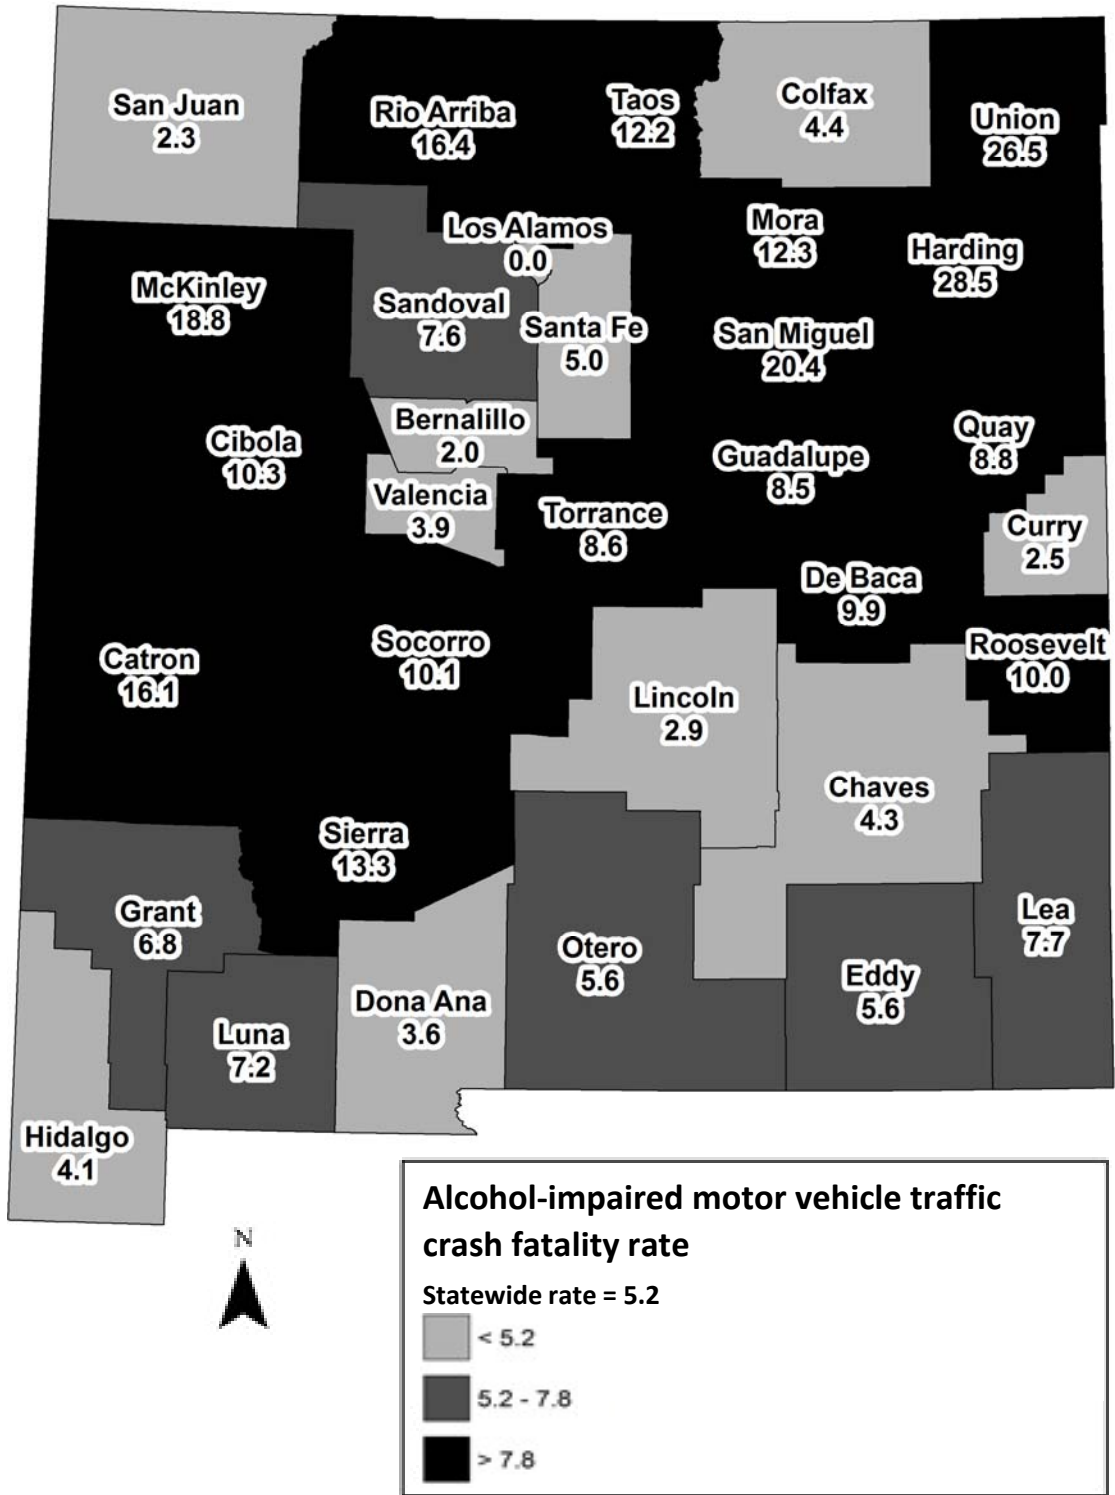 San Juan
2.3
Rio Arriba
16.4
Taos
12.2
Colfax
4.4
Union
26.5
Los Alamos
0.0
Mora
12.3
Harding
28.5
McKinley
18.8
Sandoval
7.6
Santa Fe
5.0
San Miguel
20.4
Cibola
10.3
Bernalillo
2.0
Guadalupe
8.5
Quay
8.8
Valencia
3.9
Torrance
8.6
Curry
2.5
De Baca
9.9
Catron
16.1
Socorro
10.1
Lincoln
2.9
Roosevelt
10.0
Chaves
4.3
Sierra
13.3
Grant
6.8
Otero
5.6
Eddy
5.6
Lea
7.7
Luna
7.2
Dona Ana
3.6
Hidalgo
4.1
N
Alcohol-impaired motor vehicle traffic
crash fatality rate
Statewide rate = 5.2
< 5.2
5.2 - 7.8
> 7.8